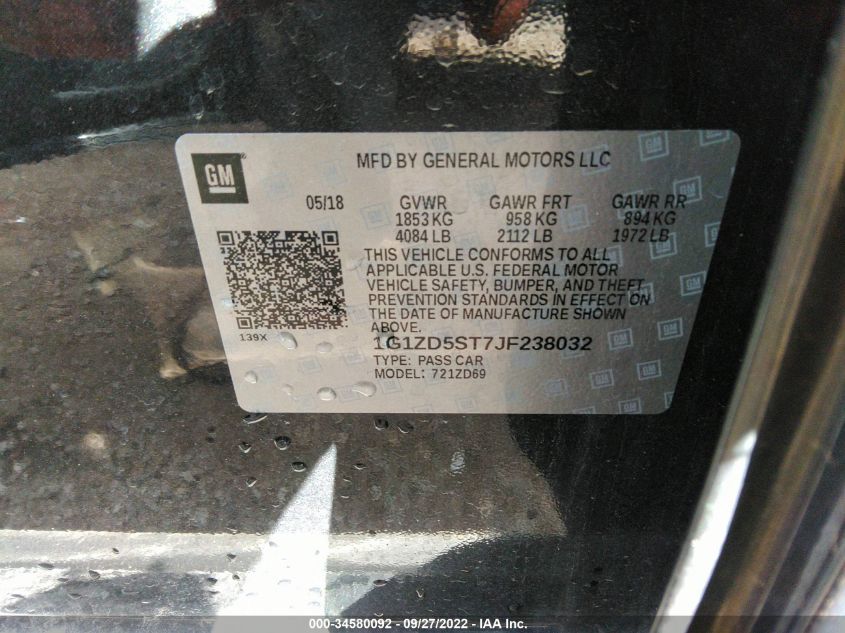 GM
MFD BY GENERAL MOTORS LLC
05/18 GVWR GAWR FRT GAWR RR
1853 KG 958 KG 894 KG
4084 LB 2112 LB 1972 LB
THIS VEHICLE CONFORMS TO ALL
APPLICABLE U.S. FEDERAL MOTOR
VEHICLE SAFETY, BUMPER, AND THEFT
PREVENTION STANDARDS IN EFFECT ON
THE DATE OF MANUFACTURE SHOWN
ABOVE.
139X
1G1ZD5ST7JF238032
TYPE: PASS CAR
MODEL: 721ZD69
000-34580092 - 09/27/2022 - IAA Inc.